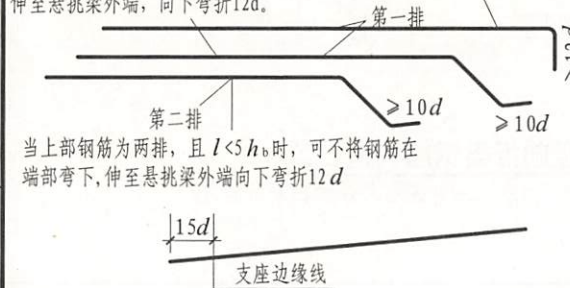 伸至悬挑梁外端，向下弯折12d。
第一排
第二排
≥10d
≥10d
当上部钢筋为两排，且l<5hb时，可不将钢筋在
端部弯下,伸至悬挑梁外端向下弯折12d
15d
支座边缘线